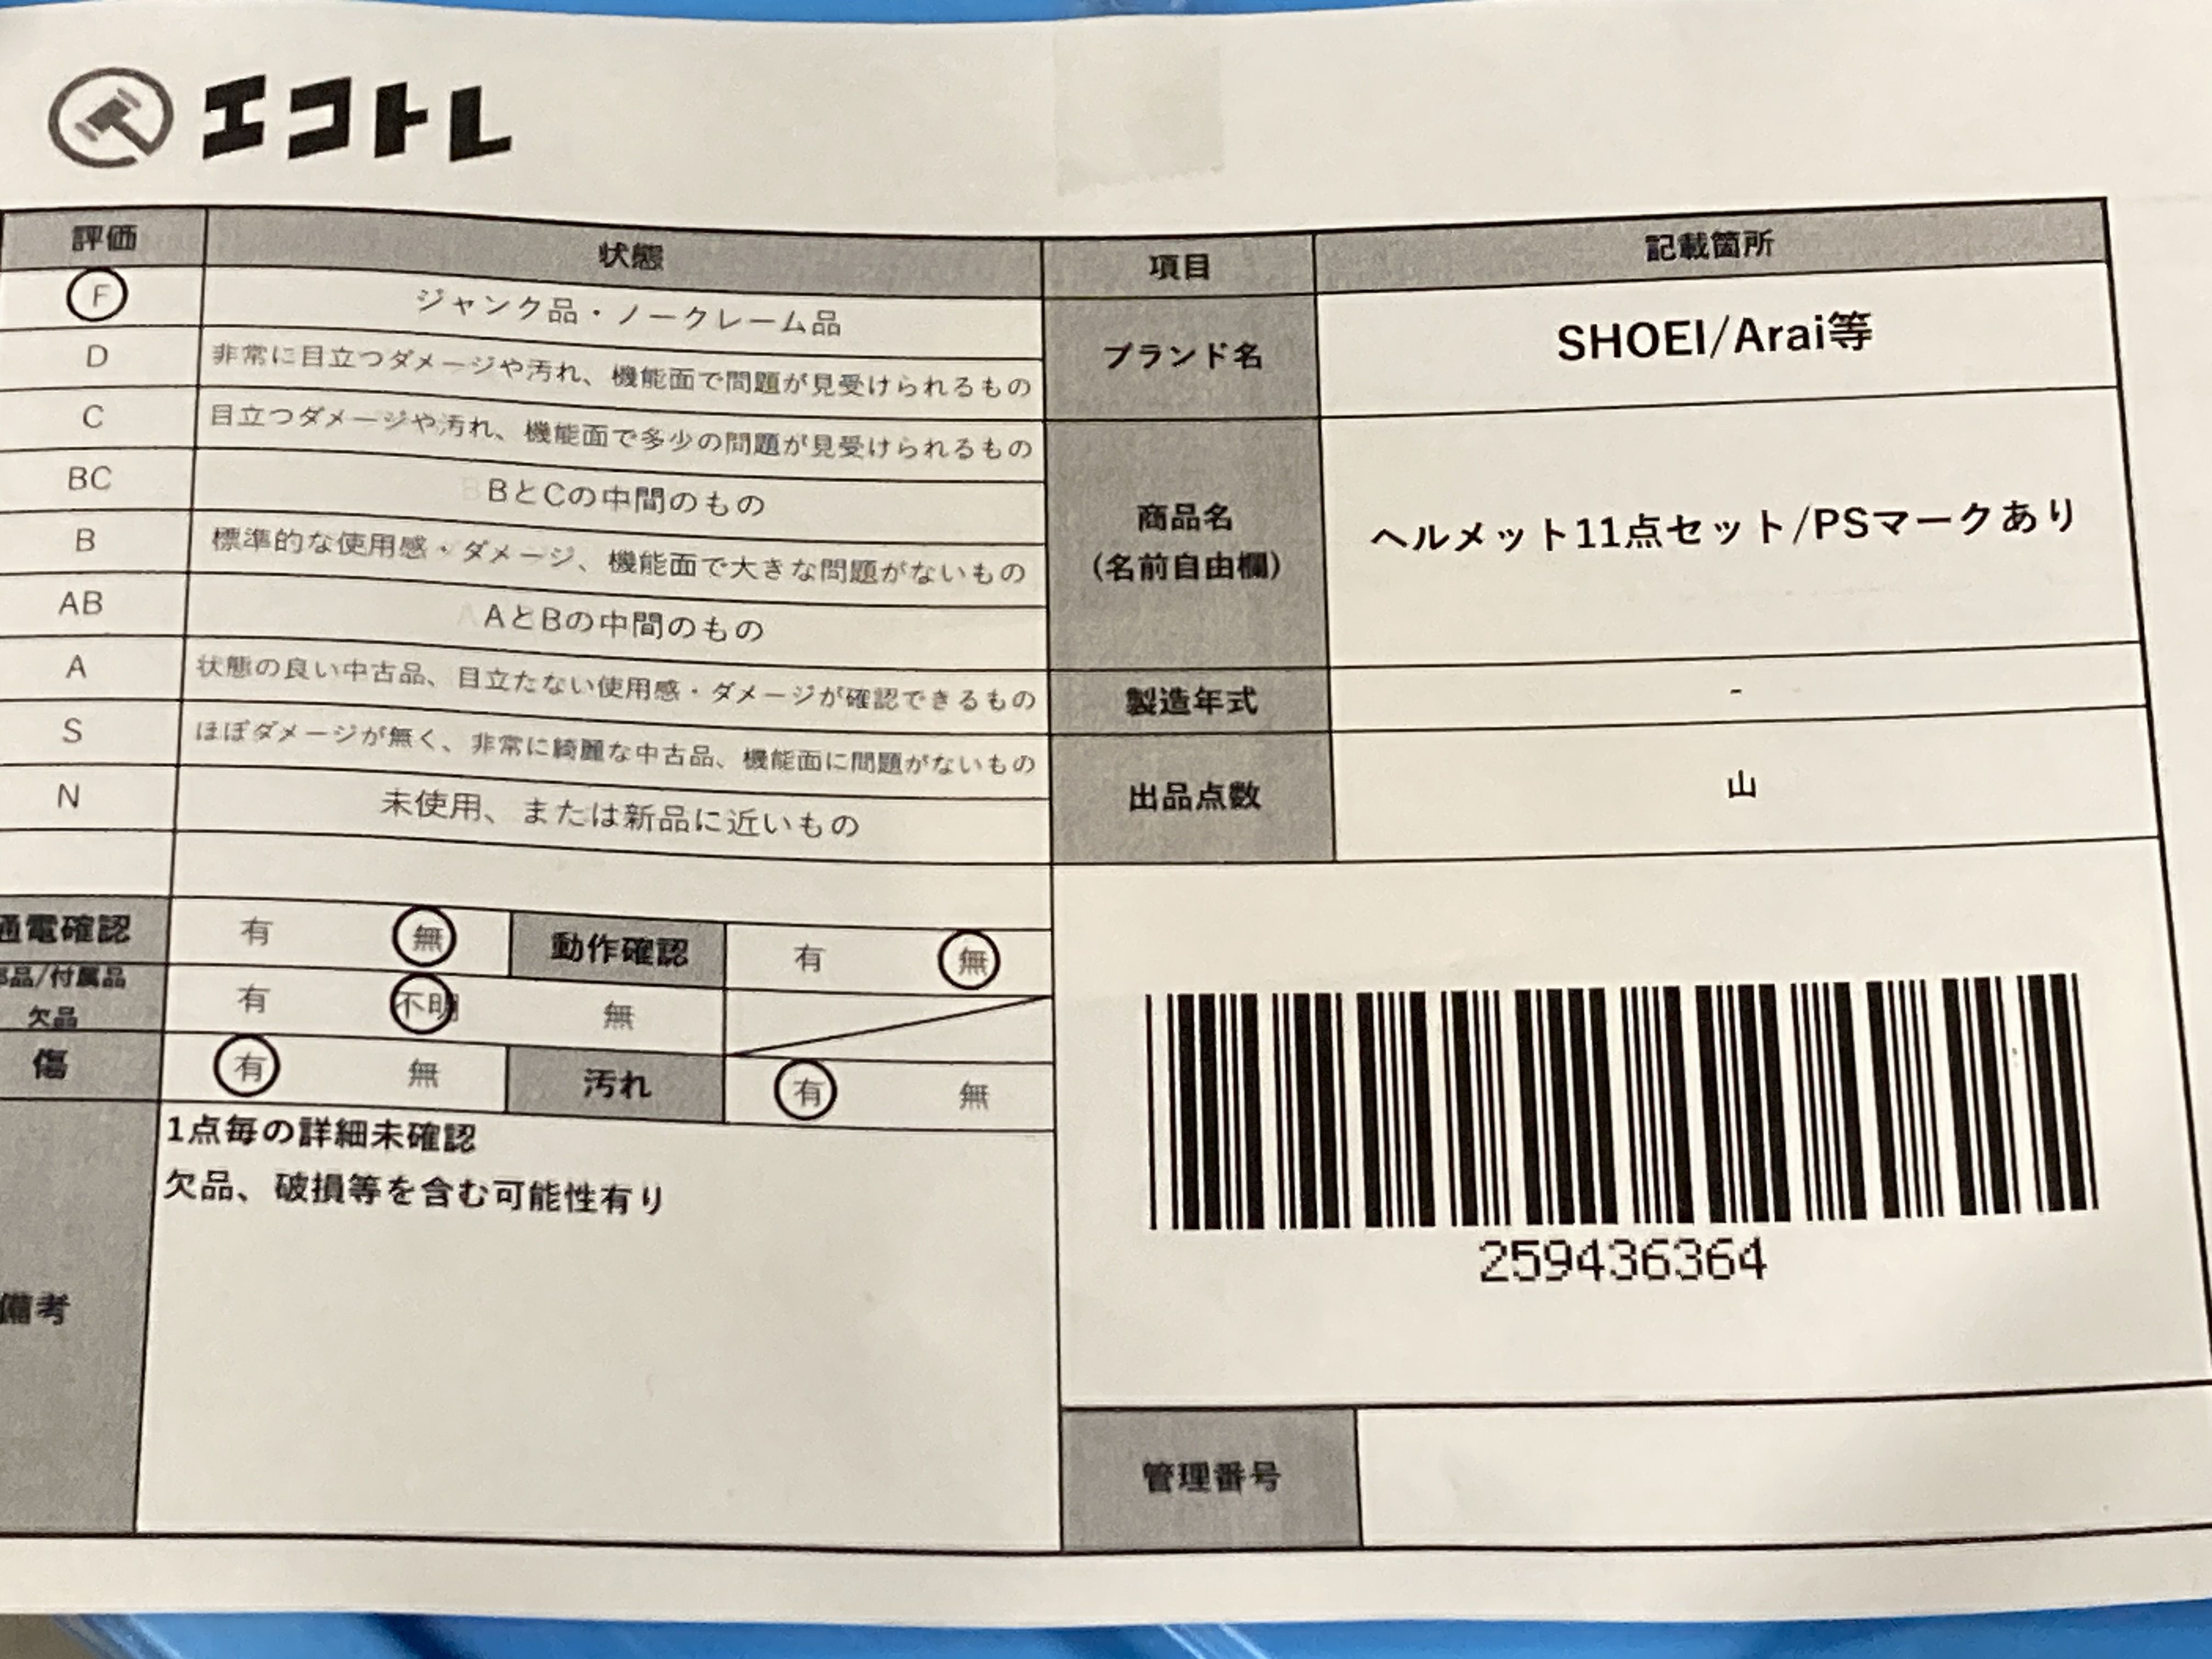 エコトレ
評価 状態
F ジャンク品・ノークレーム品
D 非常に目立つダメージや汚れ、機能面で問題が見受けられるもの
C 目立つダメージや汚れ、機能面で多少の問題が見受けられるもの
BC BとCの中間のもの
B 標準的な使用感・ダメージ、機能面で大きな問題がないもの
AB AとBの中間のもの
A 状態の良い中古品、目立たない使用感・ダメージが確認できるもの
S ほぼダメージが無く、非常に綺麗な中古品、機能面に問題がないもの
N 未使用、または新品に近いもの
通電確認 有 無 動作確認 有 無
部品/付属品
欠品 有 不明 無
傷 有 無 汚れ 有 無
備考
1点毎の詳細未確認
欠品、破損等を含む可能性有り
項目 記載箇所
ブランド名 SHOEI/Arai等
商品名
(名前自由欄) ヘルメット11点セット/PSマークあり
製造年式 -
出品点数 山
259436364
管理番号